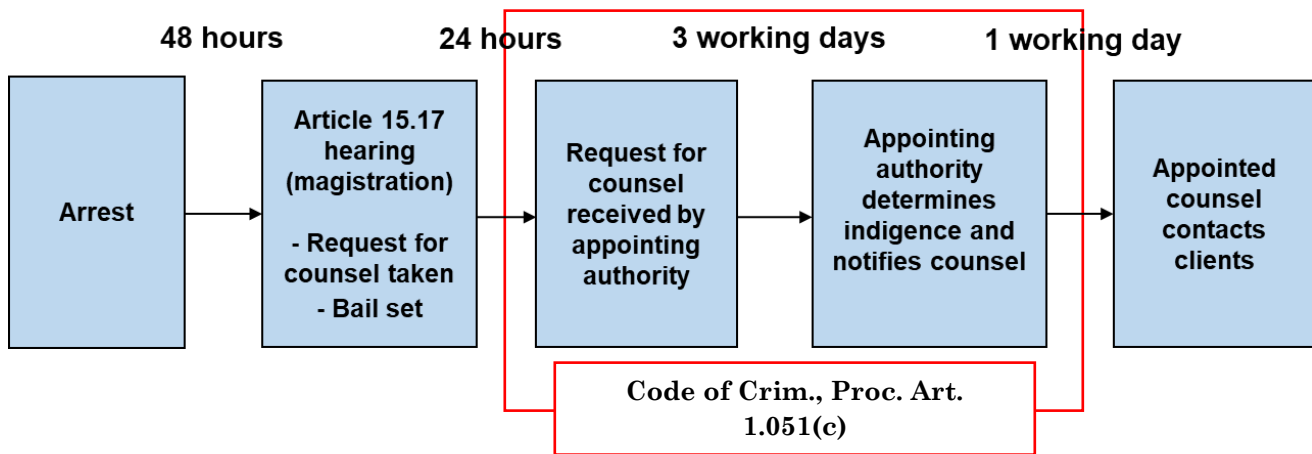 48 hours
24 hours
3 working days
1 working day
Arrest
Article 15.17
hearing
(magistration)
- Request for
counsel taken
- Bail set
Request for
counsel
received by
appointing
authority
Appointing
authority
determines
indigence and
notifies counsel
Appointed
counsel
contacts
clients
Code of Crim., Proc. Art.
1.051(c)